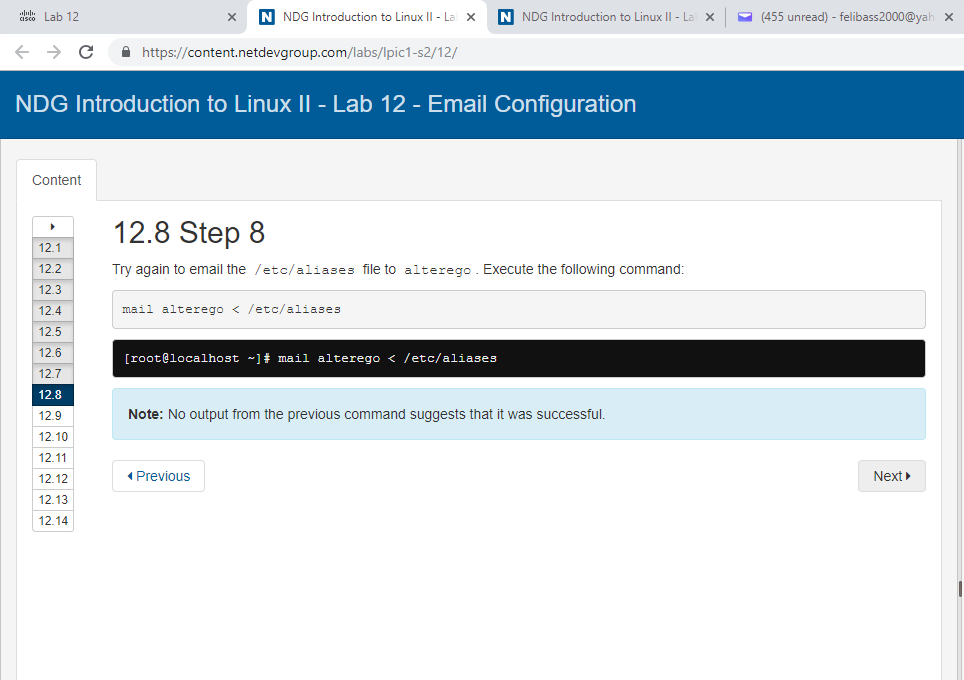 cisco Lab 12
NDG Introduction to Linux II - La
NDG Introduction to Linux II - La
(455 unread) - felibass2000@yah
https://content.netdevgroup.com/labs/lpic1-s2/12/
NDG Introduction to Linux II - Lab 12 - Email Configuration
Content
12.1
12.2
12.3
12.4
12.5
12.6
12.7
12.8
12.9
12.10
12.11
12.12
12.13
12.14
12.8 Step 8
Try again to email the /etc/aliases file to alterego. Execute the following command:
mail alterego < /etc/aliases
[root@localhost ~]# mail alterego < /etc/aliases
Note: No output from the previous command suggests that it was successful.
Previous
Next